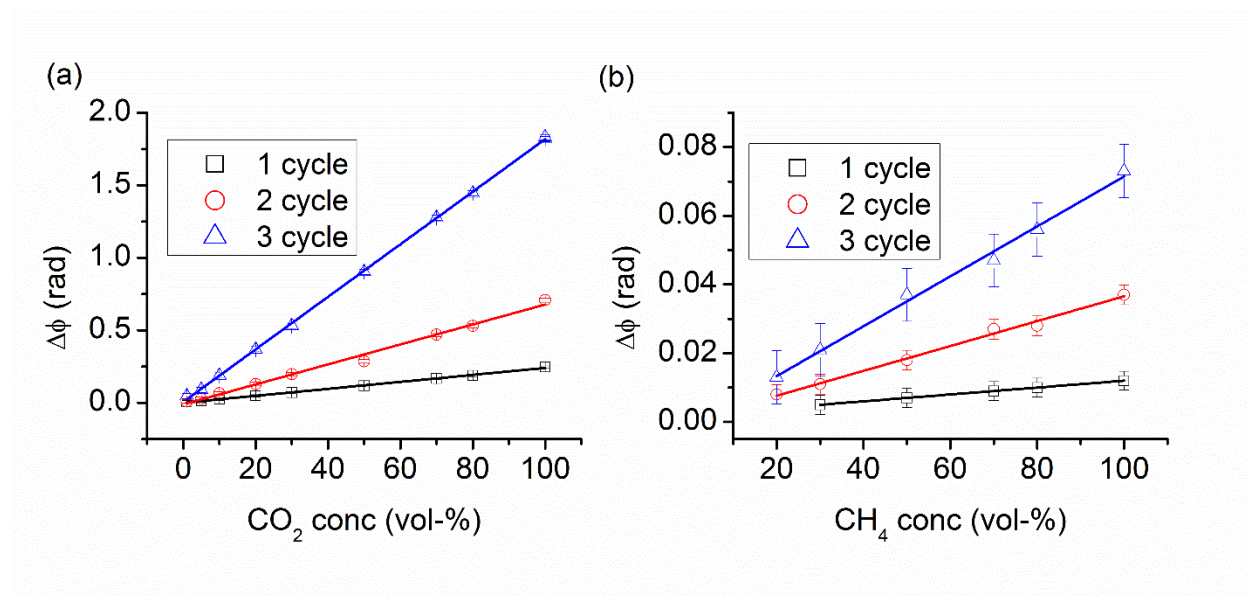 (a)
2.0
1.5
1.0
0.5
0.0
Δϕ (rad)
1 cycle
2 cycle
3 cycle
0 20 40 60 80 100
CO₂ conc (vol-%)
(b)
0.08
0.06
0.04
0.02
0.00
Δϕ (rad)
1 cycle
2 cycle
3 cycle
20 40 60 80 100
CH₄ conc (vol-%)